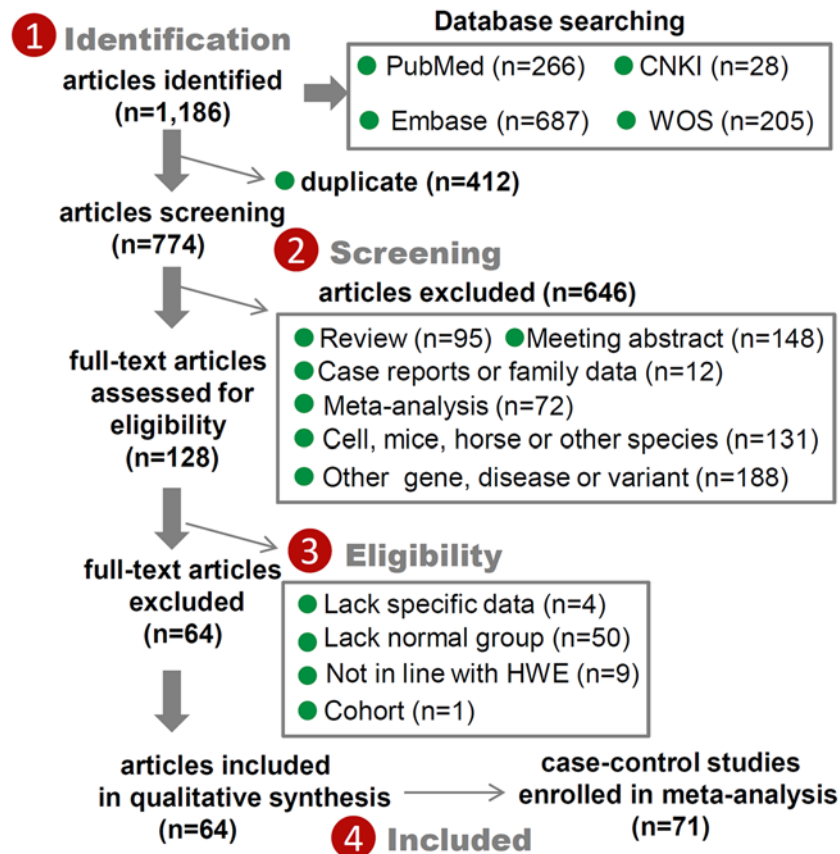 1 Identification
articles identified
(n=1,186)
Database searching
PubMed (n=266) CNKI (n=28)
Embase (n=687) WOS (n=205)
duplicate (n=412)
articles screening
(n=774)
2 Screening
articles excluded (n=646)
Review (n=95) Meeting abstract (n=148)
Case reports or family data (n=12)
Meta-analysis (n=72)
Cell, mice, horse or other species (n=131)
Other gene, disease or variant (n=188)
full-text articles
assessed for
eligibility
(n=128)
3 Eligibility
full-text articles
excluded
(n=64)
Lack specific data (n=4)
Lack normal group (n=50)
Not in line with HWE (n=9)
Cohort (n=1)
articles included
in qualitative synthesis
(n=64)
case-control studies
enrolled in meta-analysis
(n=71)
4 Included